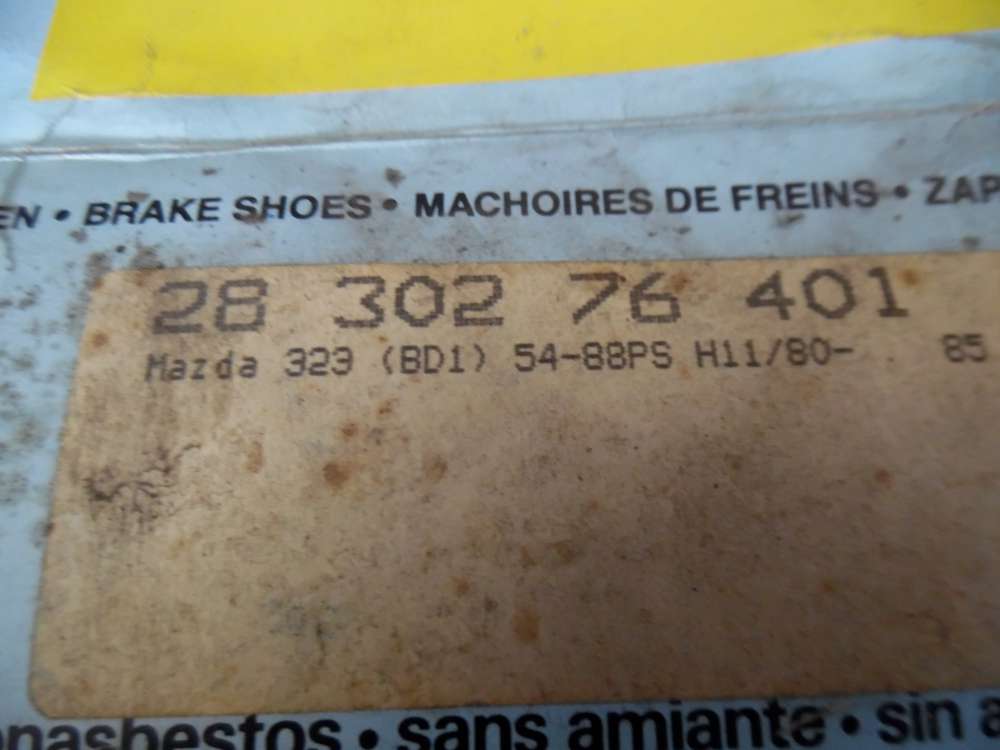 EN • BRAKE SHOES • MACHOIRES DE FREINS • ZAP
28 302 76 401
Mazda 323 (BD1) 54-88PS H11/80- . 85
nasbestos • sans amiante • sin a